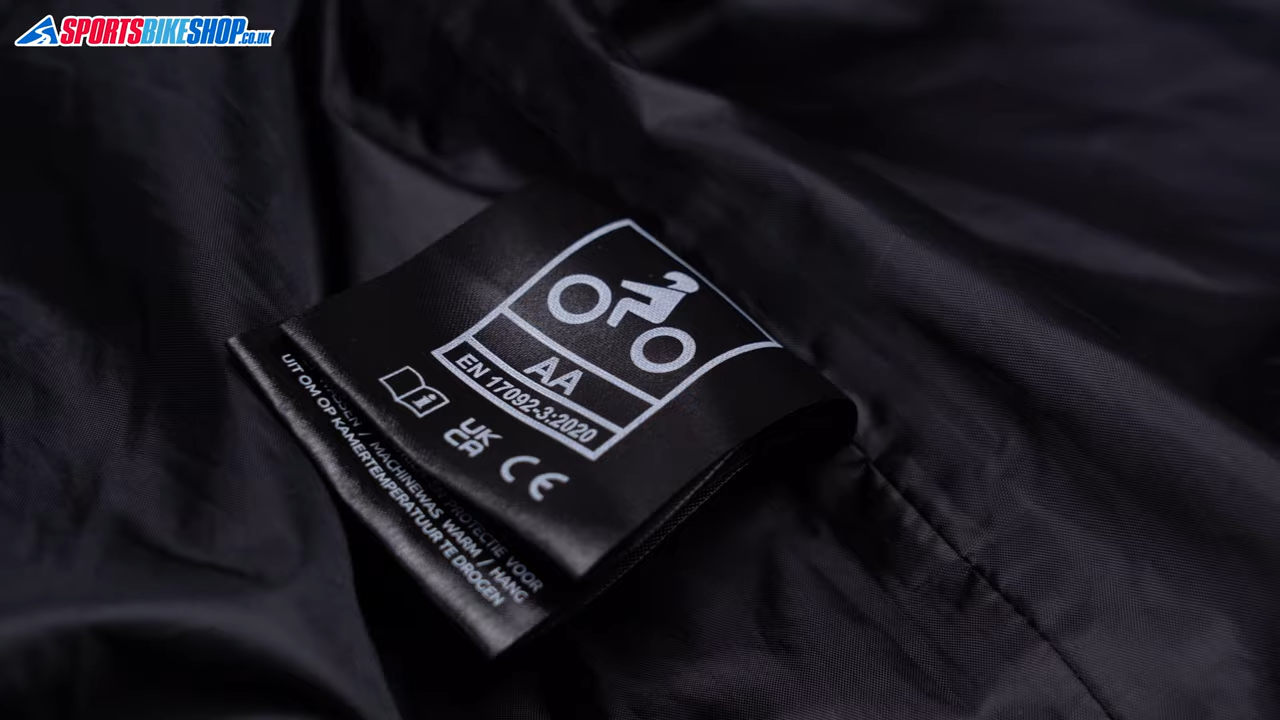 SPORTSBIKESHOP.CO.UK
AA
EN 17092-3:2020
UK
CA
CE
PROTECTIE VOOR
WASSEN / MACHINEWAS WARM / HANG
UIT OM OP KAMERTEMPERATUUR TE DROGEN